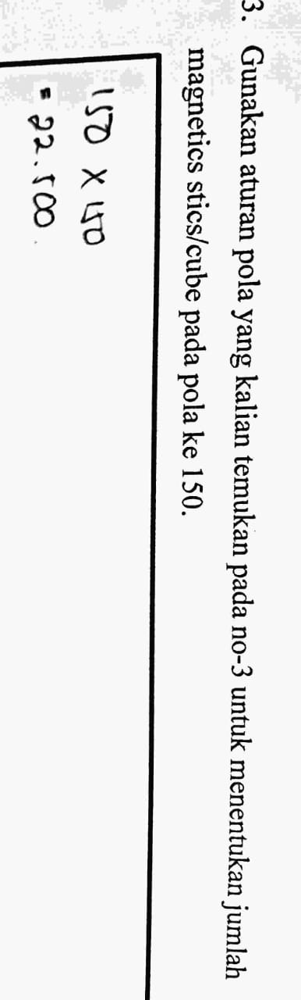 3. Gunakan aturan pola yang kalian temukan pada no-3 untuk menentukan jumlah
magnetics stics/cube pada pola ke 150.
150 x 150
= 22.500.